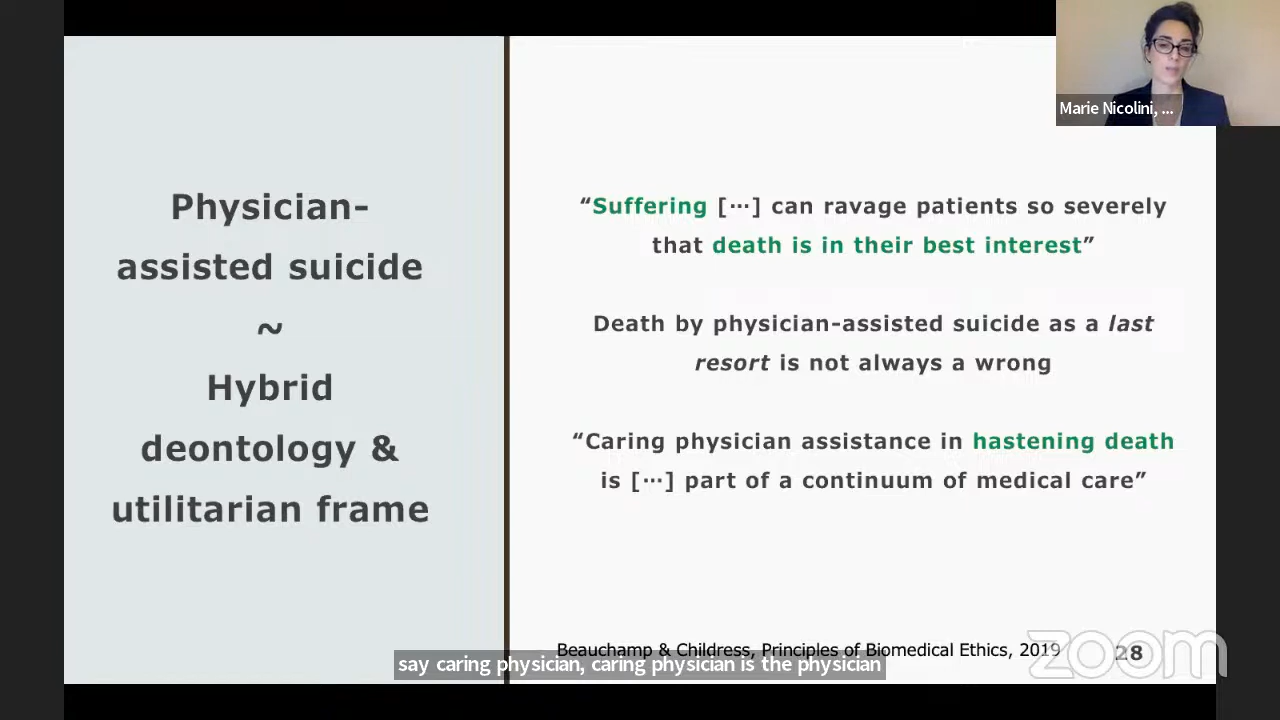 Marie Nicolini, ...
Physician-
assisted suicide
~
Hybrid
deontology &
utilitarian frame
“Suffering [···] can ravage patients so severely
that death is in their best interest”
Death by physician-assisted suicide as a last
resort is not always a wrong
“Caring physician assistance in hastening death
is [···] part of a continuum of medical care”
Beauchamp & Childress, Principles of Biomedical Ethics, 2019
28
zoom
say caring physician, caring physician is the physician